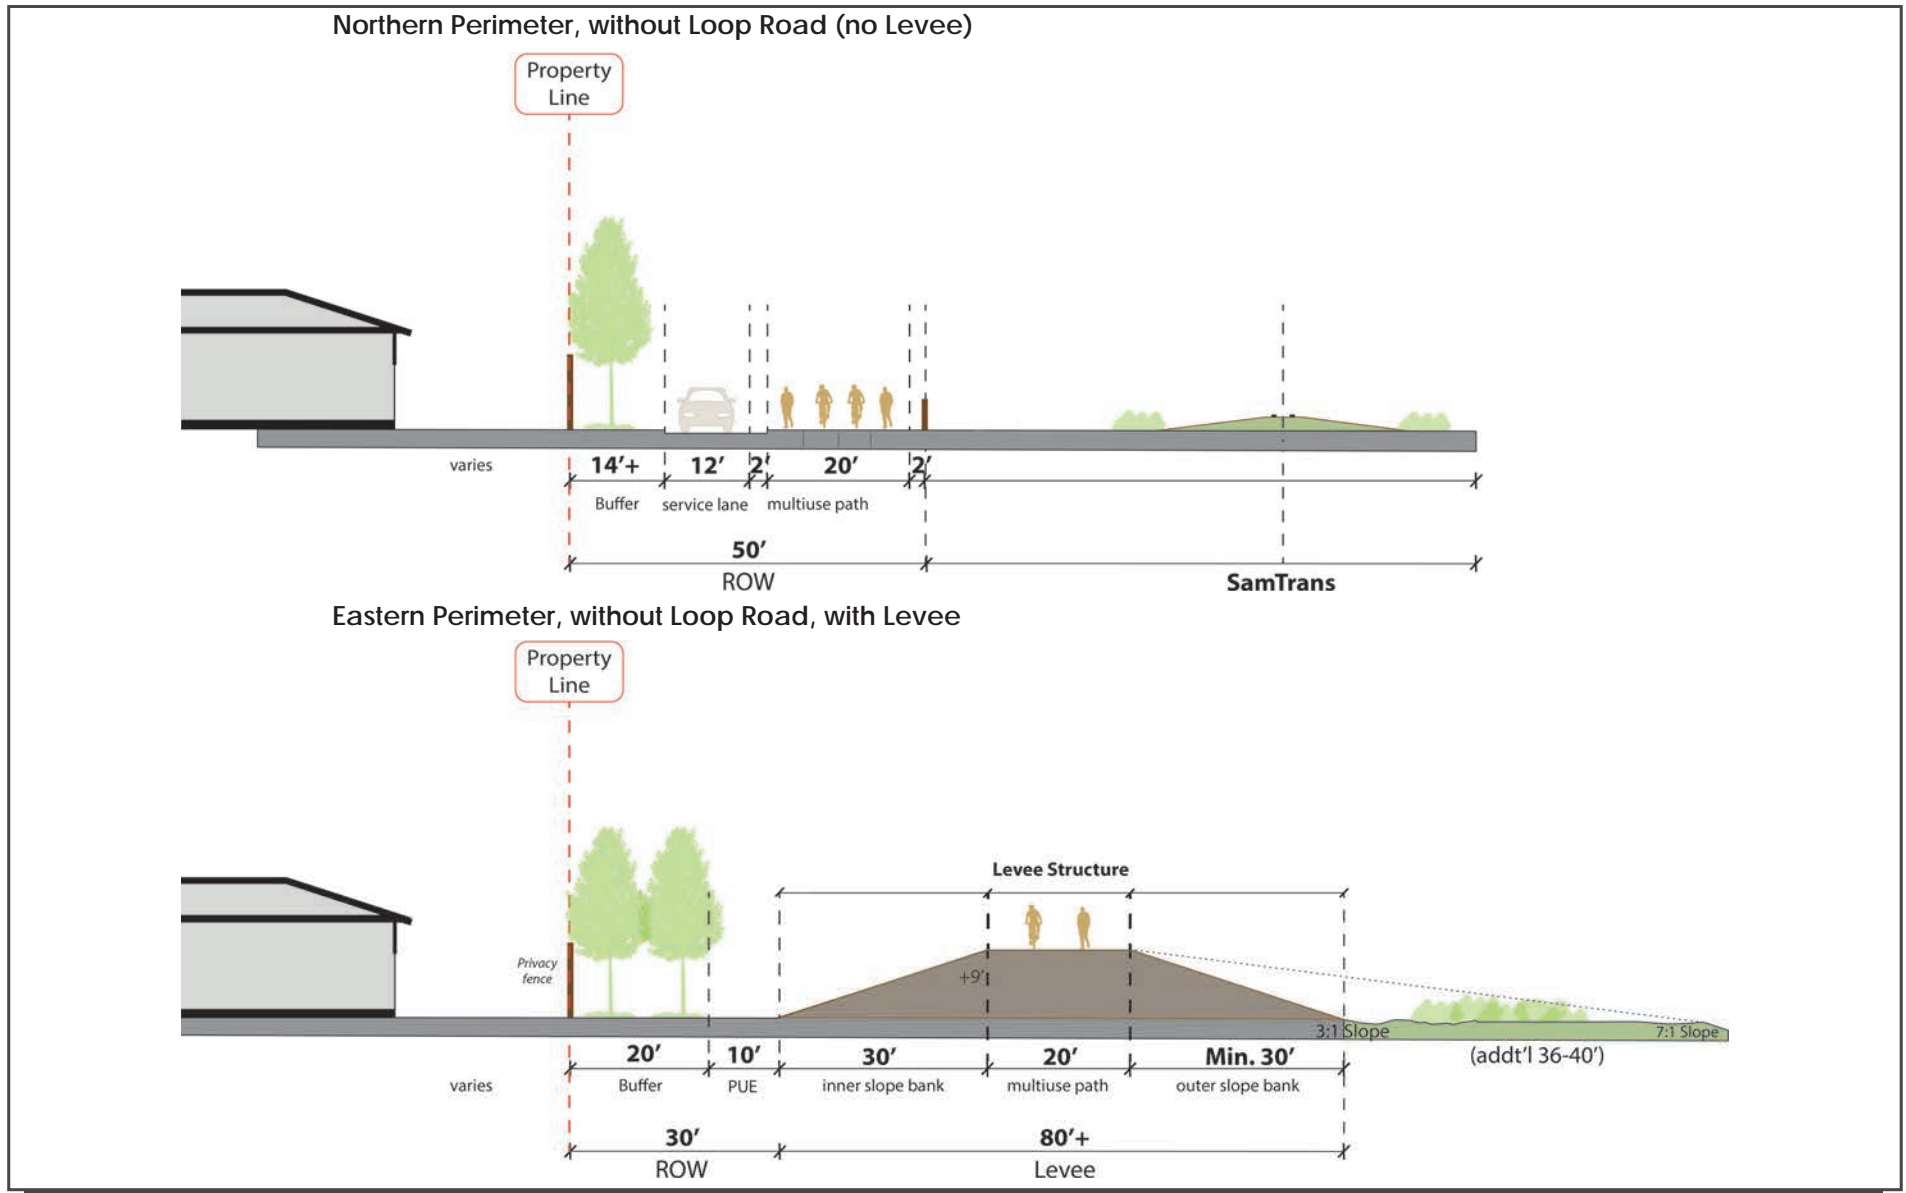 Northern Perimeter, without Loop Road (no Levee)
Property
Line
varies
14’+
12’
2’
20’
2’
Buffer
service lane
multiuse path
50’
ROW
SamTrans
Eastern Perimeter, without Loop Road, with Levee
Property
Line
Levee Structure
Privacy
fence
+9’
3:1 Slope
7:1 Slope
20’
10’
30’
20’
Min. 30’
(addt’l 36-40’)
varies
Buffer
PUE
inner slope bank
multiuse path
outer slope bank
30’
80’+
ROW
Levee